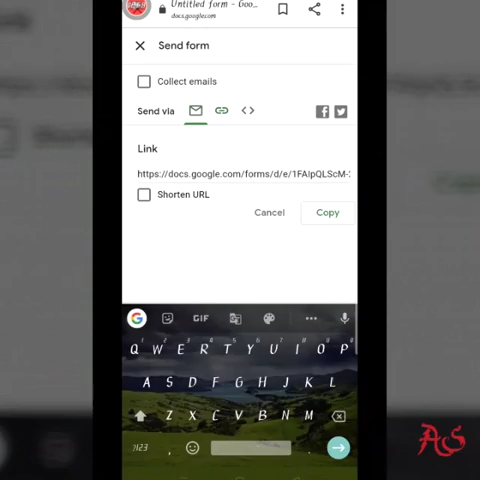 Untitled form - Goo...
docs.google.com
Send form
Collect emails
Send via
Link
https://docs.google.com/forms/d/e/1FAIpQLScM-
Shorten URL
Cancel
Copy
GIF
Q W E R T Y U I O P
A S D F G H J K L
Z X C V B N M
?123 , .
AS